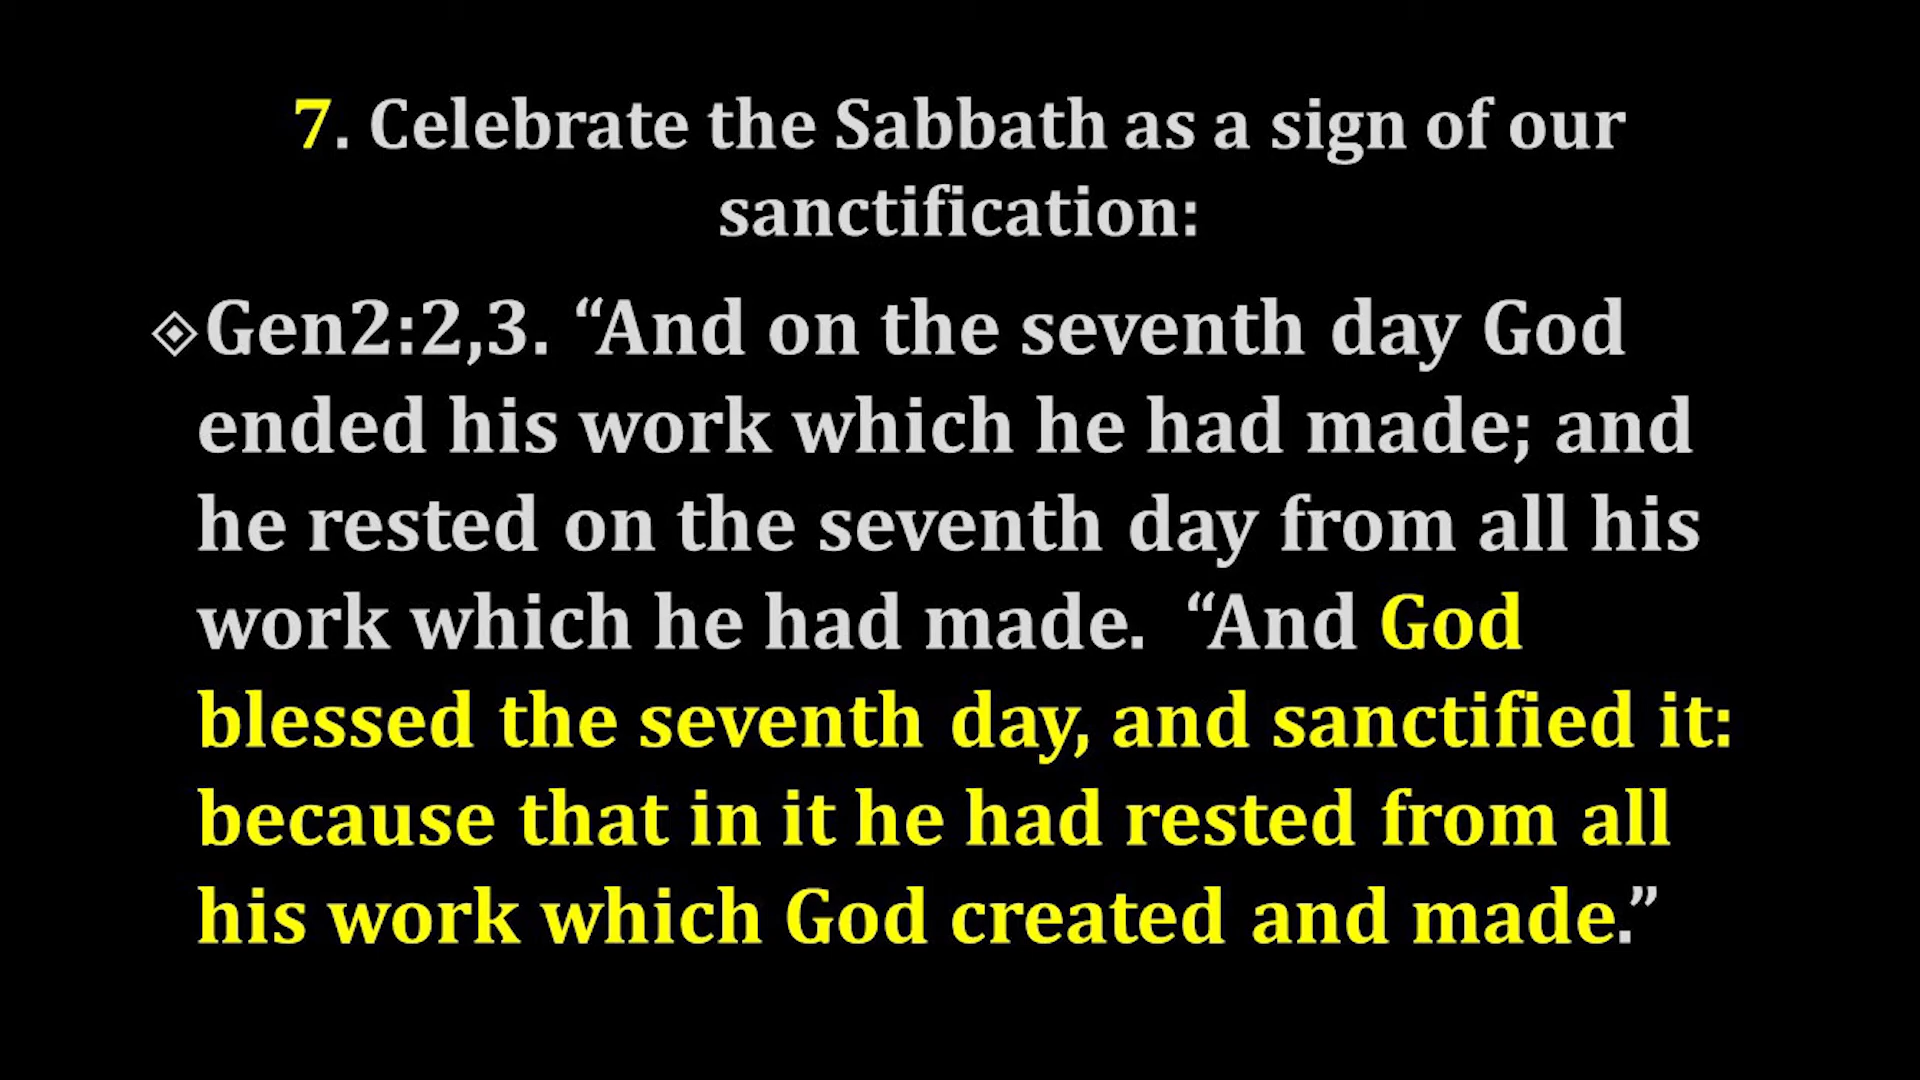 7. Celebrate the Sabbath as a sign of our
sanctification:
Gen2:2,3. “And on the seventh day God
ended his work which he had made; and
he rested on the seventh day from all his
work which he had made.  “And God
blessed the seventh day, and sanctified it:
because that in it he had rested from all
his work which God created and made.”